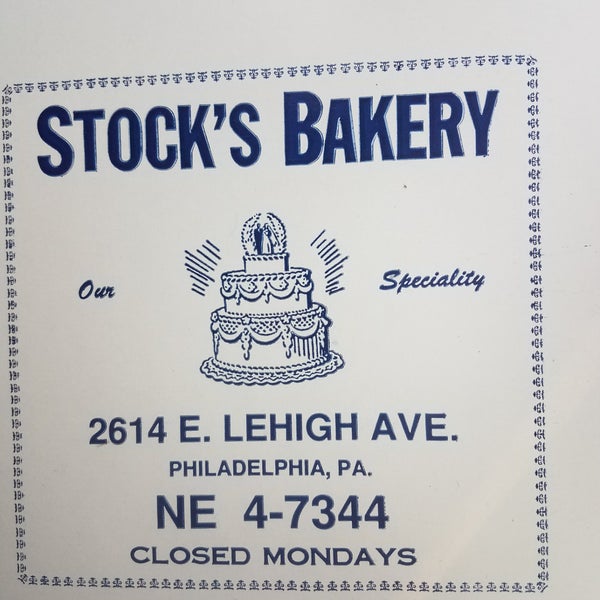 STOCK'S BAKERY
Our Speciality
2614 E. LEHIGH AVE.
PHILADELPHIA, PA.
NE 4-7344
CLOSED MONDAYS